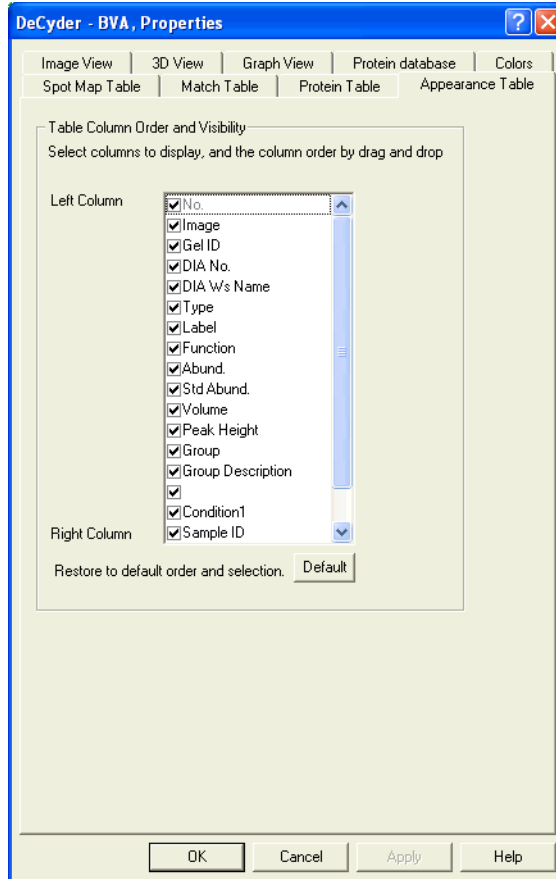 DeCyder - BVA, Properties
Image View 3D View Graph View Protein database Colors
Spot Map Table Match Table Protein Table Appearance Table
Table Column Order and Visibility
Select columns to display, and the column order by drag and drop
Left Column
No.
Image
Gel ID
DIA No.
DIA Ws Name
Type
Label
Function
Abund.
Std Abund.
Volume
Peak Height
Group
Group Description
Condition1
Right Column
Sample ID
Restore to default order and selection. Default
OK Cancel Apply Help